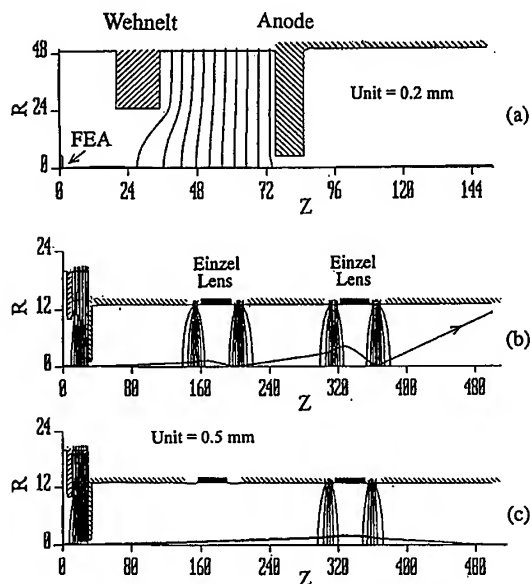 Wehnelt Anode
48
24
0
R
FEA
Unit = 0.2 mm
(a)
0 24 48 72 96 120 144
Z
24
12
0
R
Einzel Lens
Einzel Lens
(b)
0 80 160 240 320 400 480
Z
Unit = 0.5 mm
24
12
0
R
(c)
0 80 160 240 320 400 480
Z